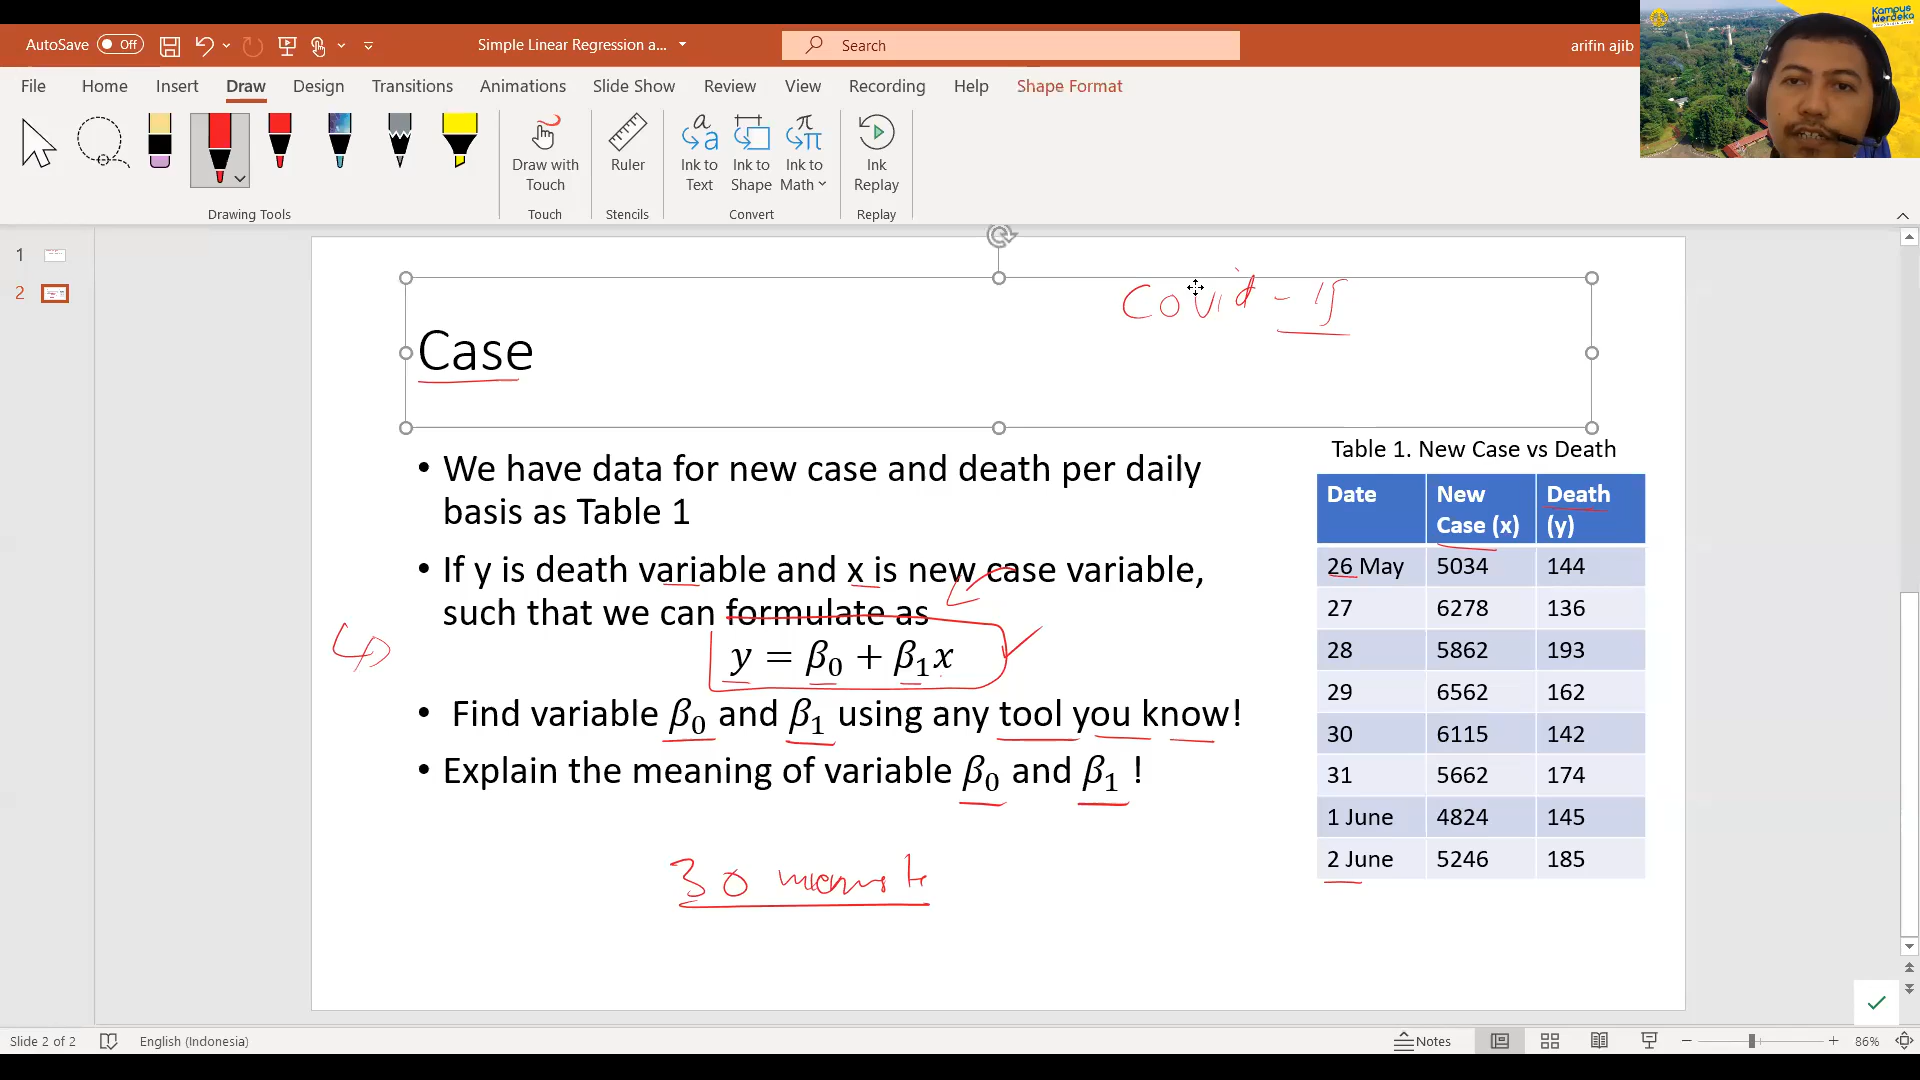 AutoSave Off
Simple Linear Regression a...
Search
arifin ajib
Kampus
Merdeka
File Home Insert Draw Design Transitions Animations Slide Show Review View Recording Help Shape Format
Draw with
Touch
Ruler
Ink to
Text
Ink to
Shape
Ink to
Math
Ink
Replay
Drawing Tools
Touch
Stencils
Convert
Replay
1
2
Covid-19
Case
• We have data for new case and death per daily
basis as Table 1
• If y is death variable and x is new case variable,
such that we can formulate as
y = β₀ + β₁x
• Find variable β₀ and β₁ using any tool you know!
• Explain the meaning of variable β₀ and β₁ !
30
Table 1. New Case vs Death
Date New Case (x) Death (y)
26 May 5034 144
27 6278 136
28 5862 193
29 6562 162
30 6115 142
31 5662 174
1 June 4824 145
2 June 5246 185
Slide 2 of 2
English (Indonesia)
Notes
86%